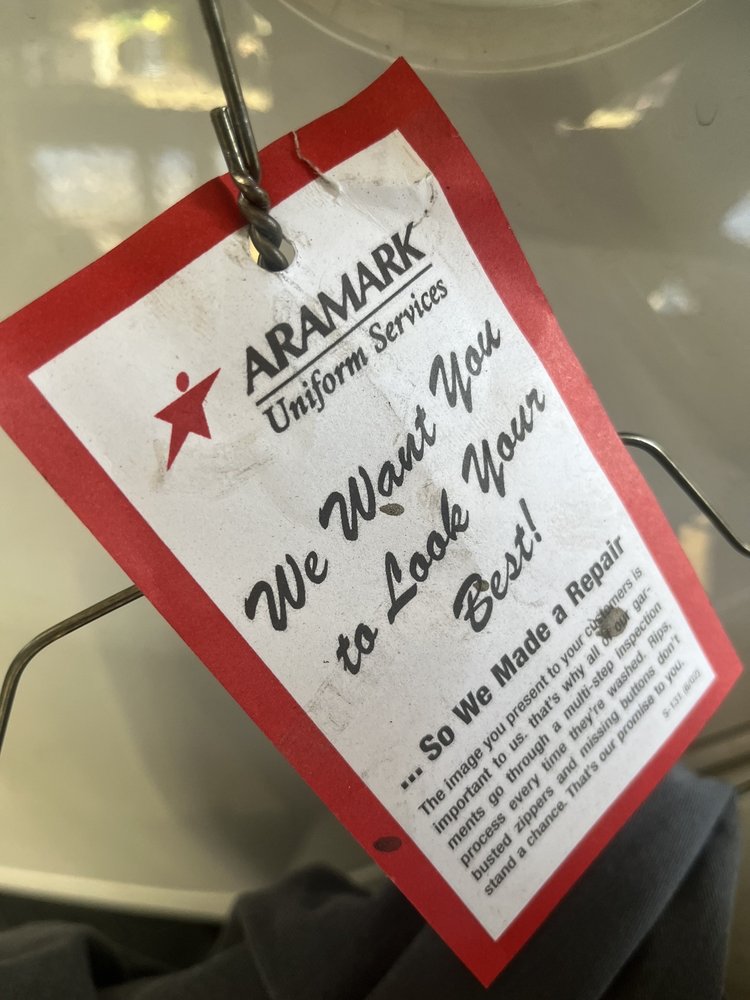 ARAMARK
Uniform Services
We Want You
to Look Your
Best!
... So We Made a Repair
The image you present to your customers is
important to us, that's why all of our gar-
ments go through a multi-step inspection
process every time they're washed. Rips,
busted zippers and missing buttons don't
stand a chance. That's our promise to you.
S-131 (6/02)